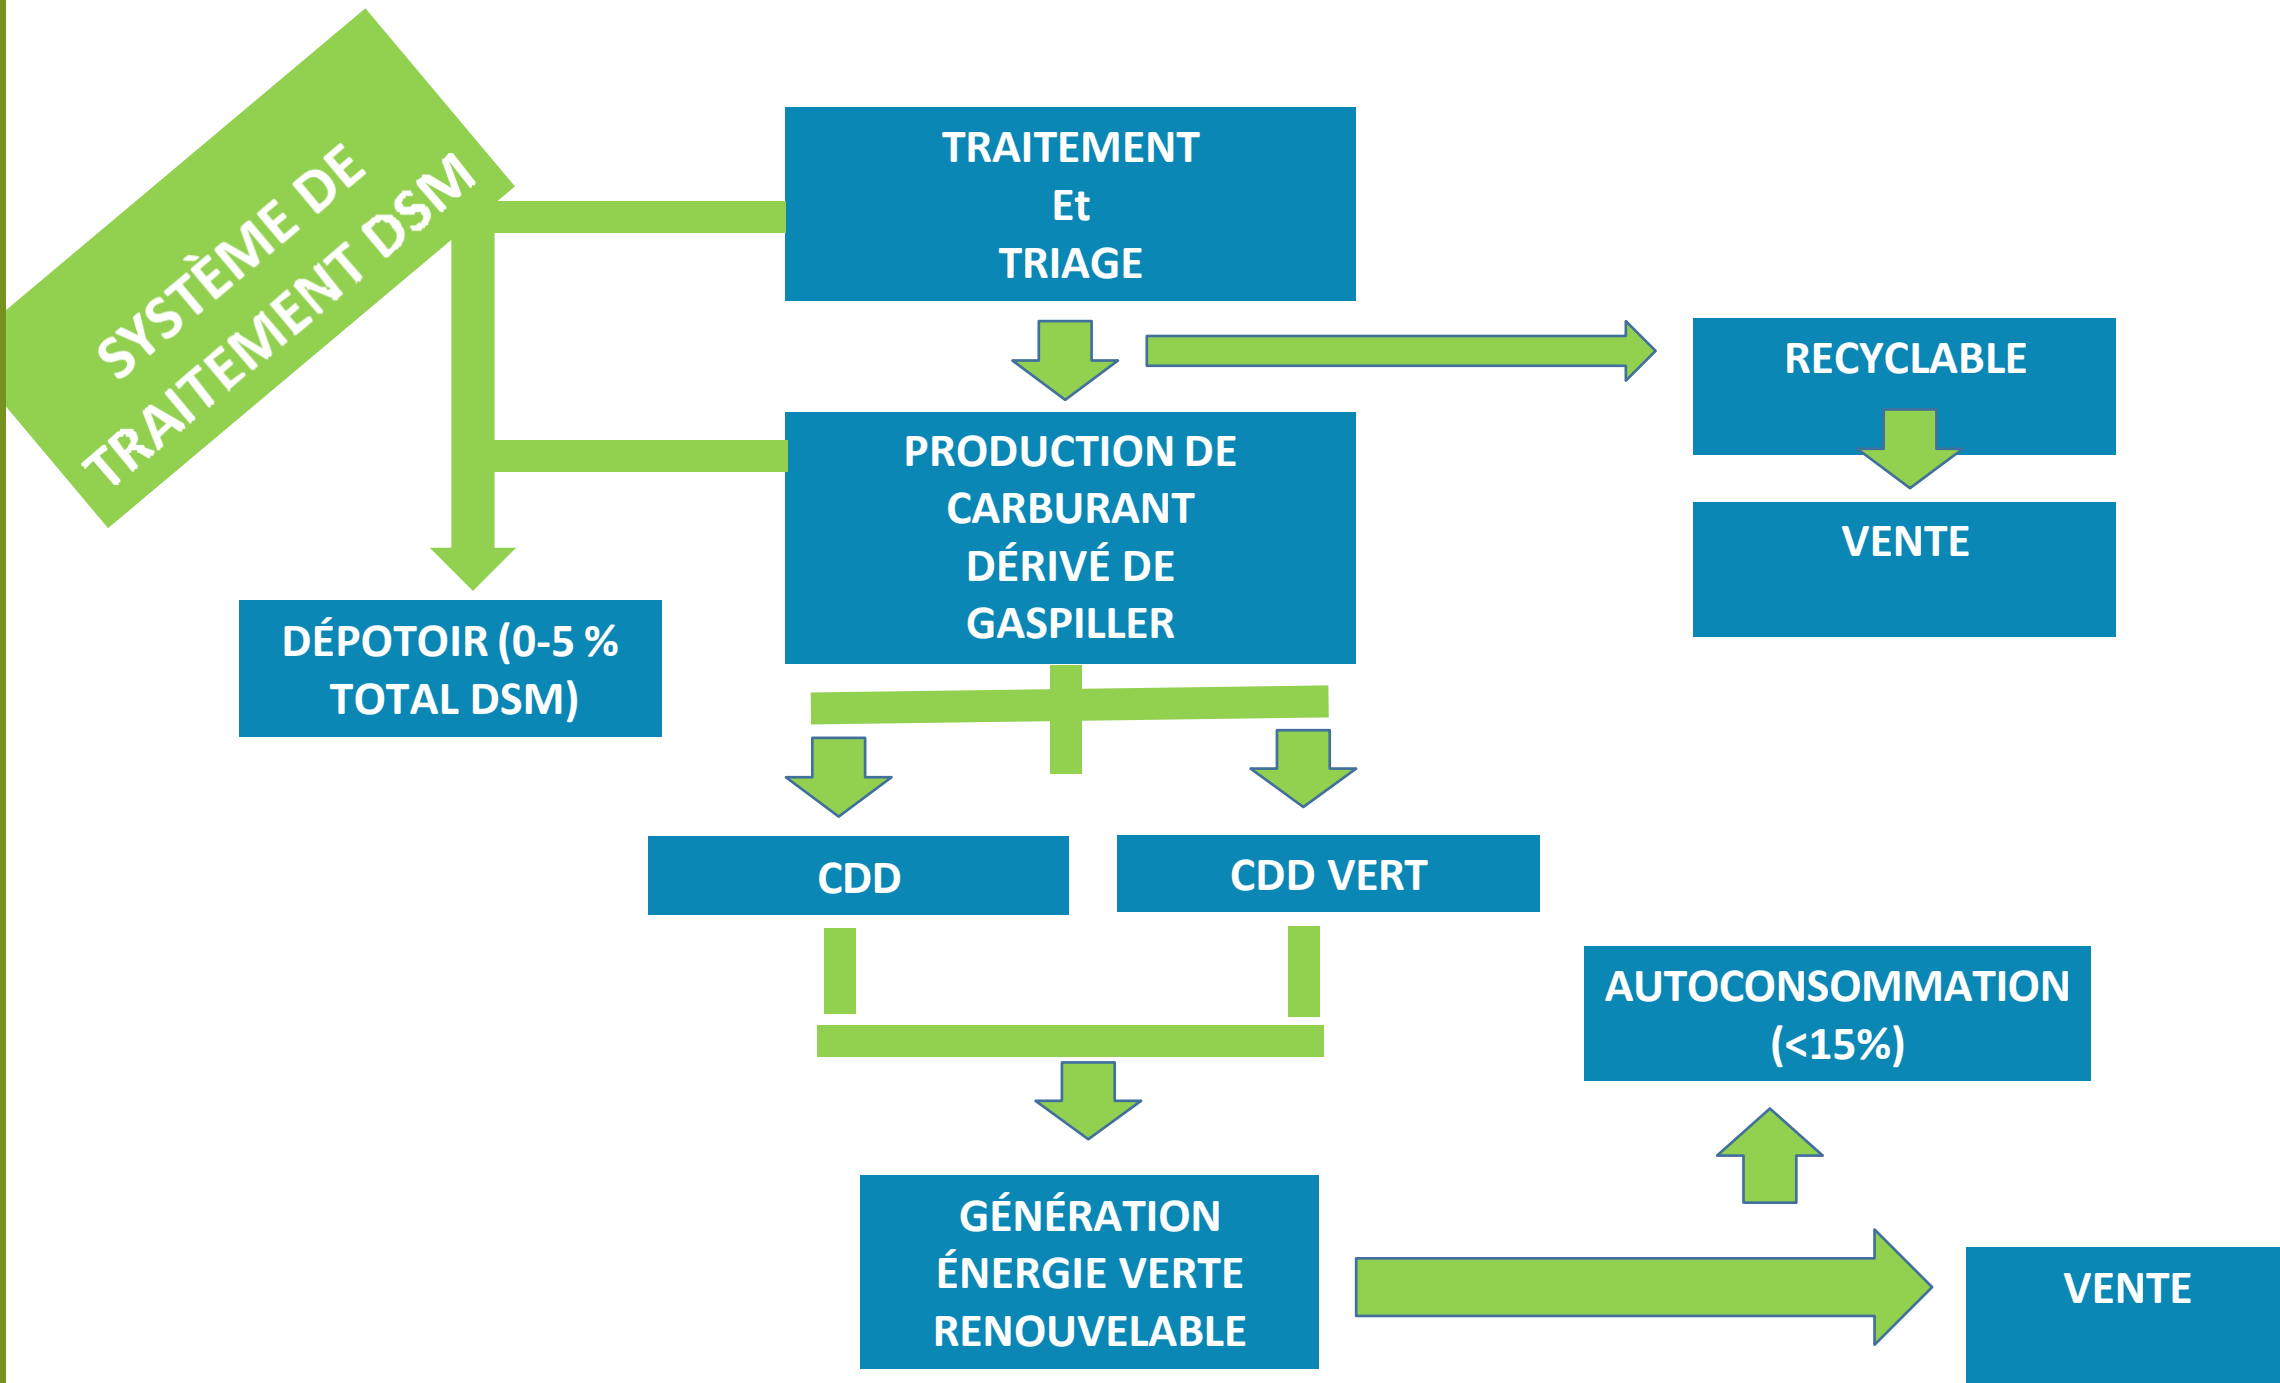 SYSTÈME DE
TRAITEMENT DSM
TRAITEMENT
Et
TRIAGE
RECYCLABLE
VENTE
PRODUCTION DE
CARBURANT
DÉRIVÉ DE
GASPILLER
DÉPOTOIR (0-5 %
TOTAL DSM)
CDD
CDD VERT
AUTOCONSOMMATION
(<15%)
GÉNÉRATION
ÉNERGIE VERTE
RENOUVELABLE
VENTE